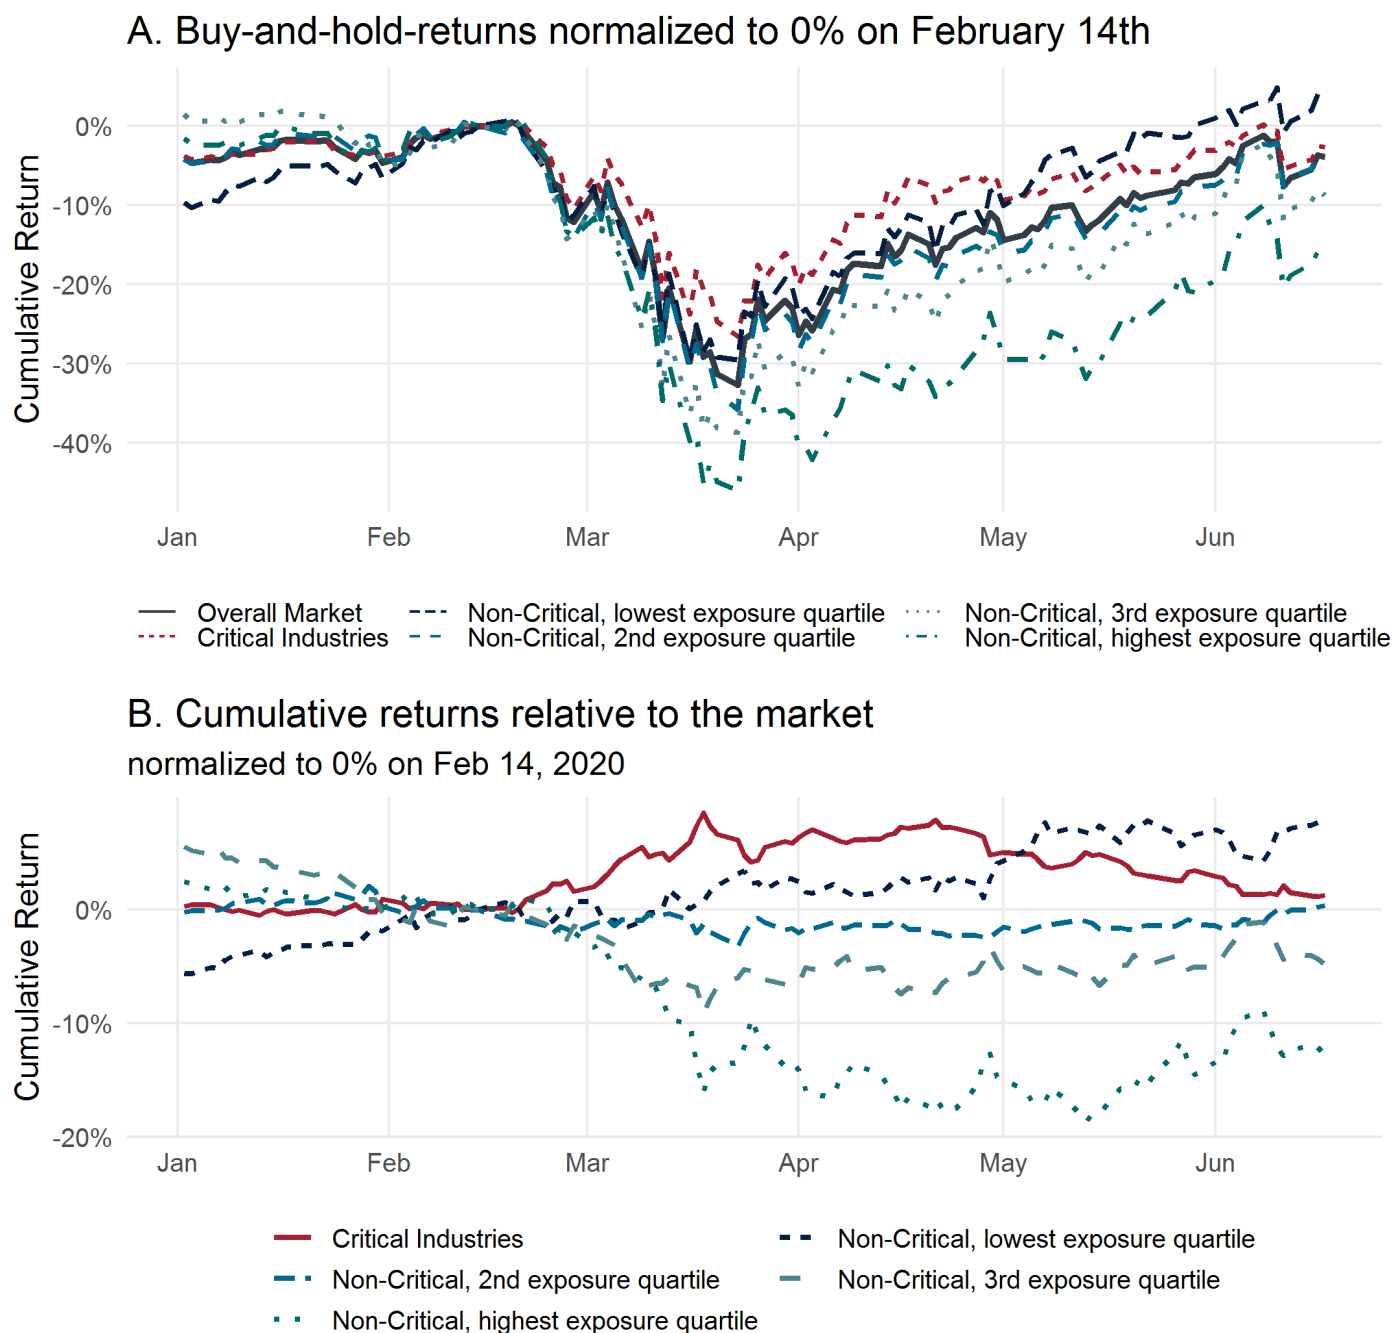 A. Buy-and-hold-returns normalized to 0% on February 14th
Cumulative Return
0%
-10%
-20%
-30%
-40%
Jan Feb Mar Apr May Jun
Overall Market Non-Critical, lowest exposure quartile Non-Critical, 3rd exposure quartile
Critical Industries Non-Critical, 2nd exposure quartile Non-Critical, highest exposure quartile
B. Cumulative returns relative to the market
normalized to 0% on Feb 14, 2020
Cumulative Return
0%
-10%
-20%
Jan Feb Mar Apr May Jun
Critical Industries Non-Critical, lowest exposure quartile
Non-Critical, 2nd exposure quartile Non-Critical, 3rd exposure quartile
Non-Critical, highest exposure quartile